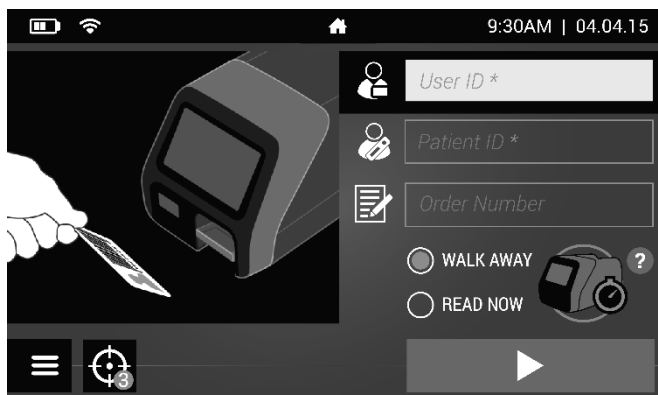 9:30AM | 04.04.15
User ID *
Patient ID *
Order Number
WALK AWAY
?
READ NOW
3